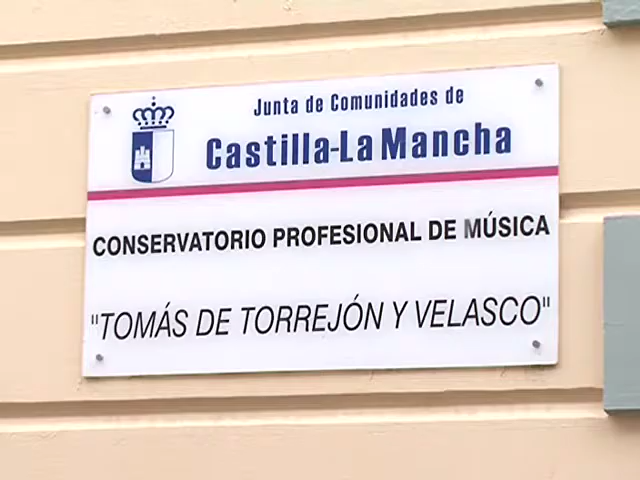 Junta de Comunidades de
Castilla-La Mancha
CONSERVATORIO PROFESIONAL DE MÚSICA
"TOMÁS DE TORREJÓN Y VELASCO"